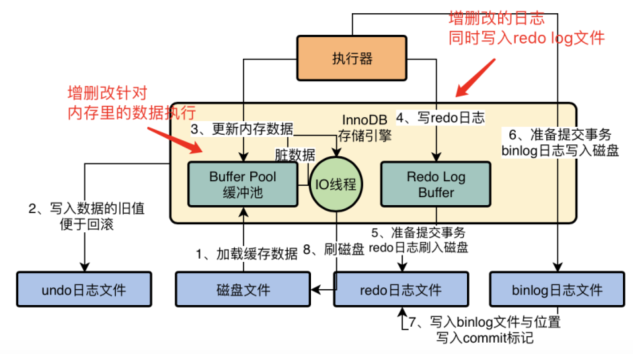 增删改的日志
同时写入redo log文件
执行器
增删改针对
内存里的数据执行
InnoDB
存储引擎
3、更新内存数据
4、写redo日志
6、准备提交事务
binlog日志写入磁盘
脏数据
Buffer Pool
缓冲池
IO线程
Redo Log
Buffer
2、写入数据的旧值
便于回滚
5、准备提交事务
redo日志刷入磁盘
1、加载缓存数据
8、刷磁盘
undo日志文件
磁盘文件
redo日志文件
binlog日志文件
7、写入binlog文件与位置
写入commit标记